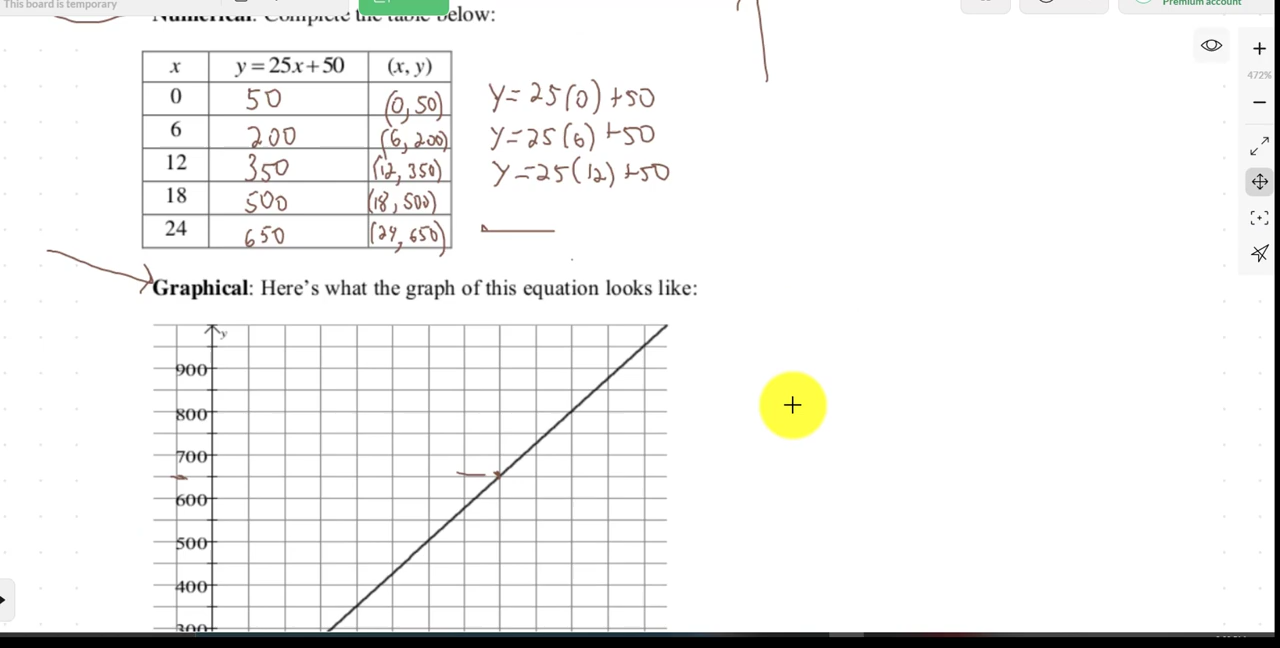 This board is temporary
Premium account
Numerical: Complete the table below:
x y = 25x+50 (x, y)
0 50 (0,50) y= 25(0)+50
6 200 (6,200) y=25(6)+50
12 350 (12,350) y=25(12)+50
18 500 (18,500)
24 650 (24,650)
472%
Graphical: Here's what the graph of this equation looks like:
y
900
800
700
600
500
400
300